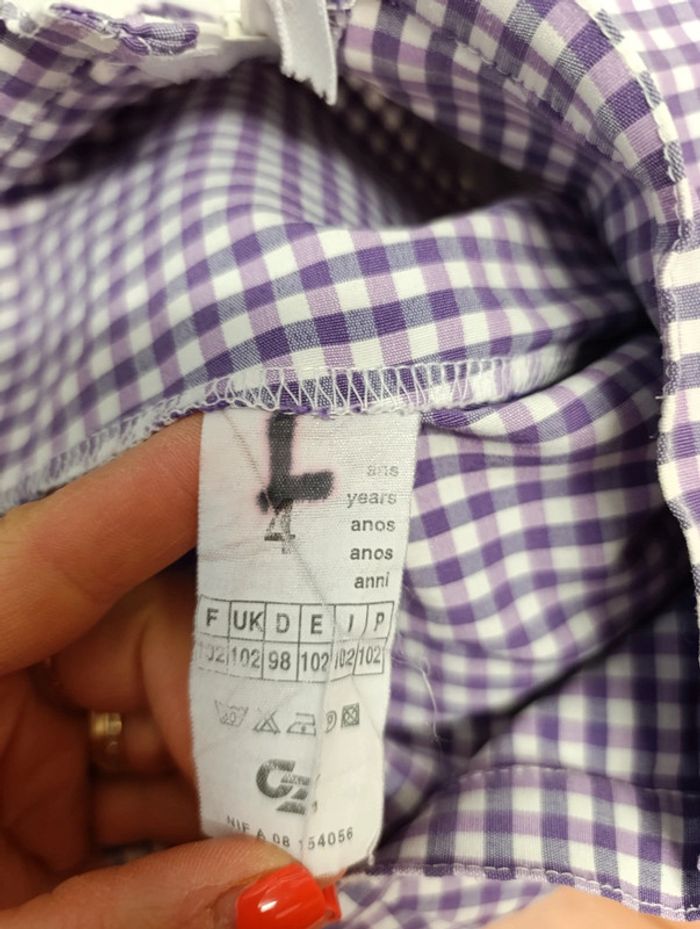 L
ans
4 years
anos
anos
anni
F UK D E I P
102 102 98 102 102 102
NIF A 08 154056